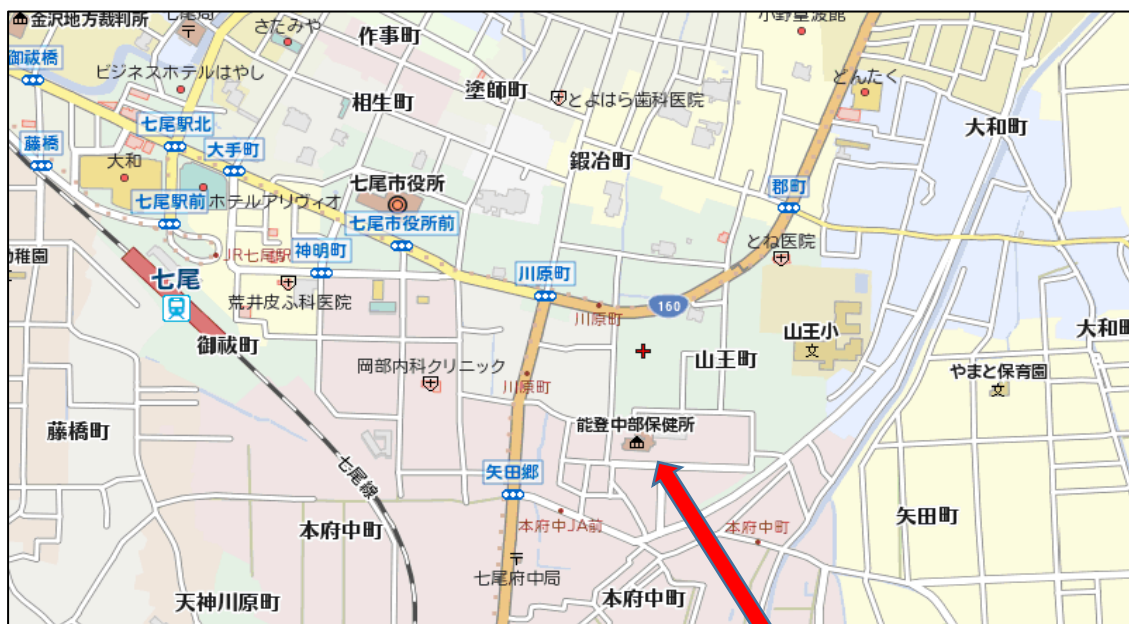 金沢地方裁判所
七尾局
さたみや
作事町
御祓橋
ビジネスホテルはやし
相生町
塗師町
とよはら歯科医院
どんたく
大和町
七尾駅北
藤橋
大手町
大和
鍛冶町
七尾市役所
郡町
七尾駅前
ホテルアリヴィオ
七尾市役所前
とね医院
JR七尾駅
神明町
川原町
七尾
荒井皮ふ科医院
160
川原町
山王小
大和町
御祓町
山王町
岡部内科クリニック
川原町
やまと保育園
能登中部保健所
藤橋町
七尾線
矢田郷
本府中町
本府中JA前
本府中町
矢田町
七尾府中局
天神川原町
本府中町